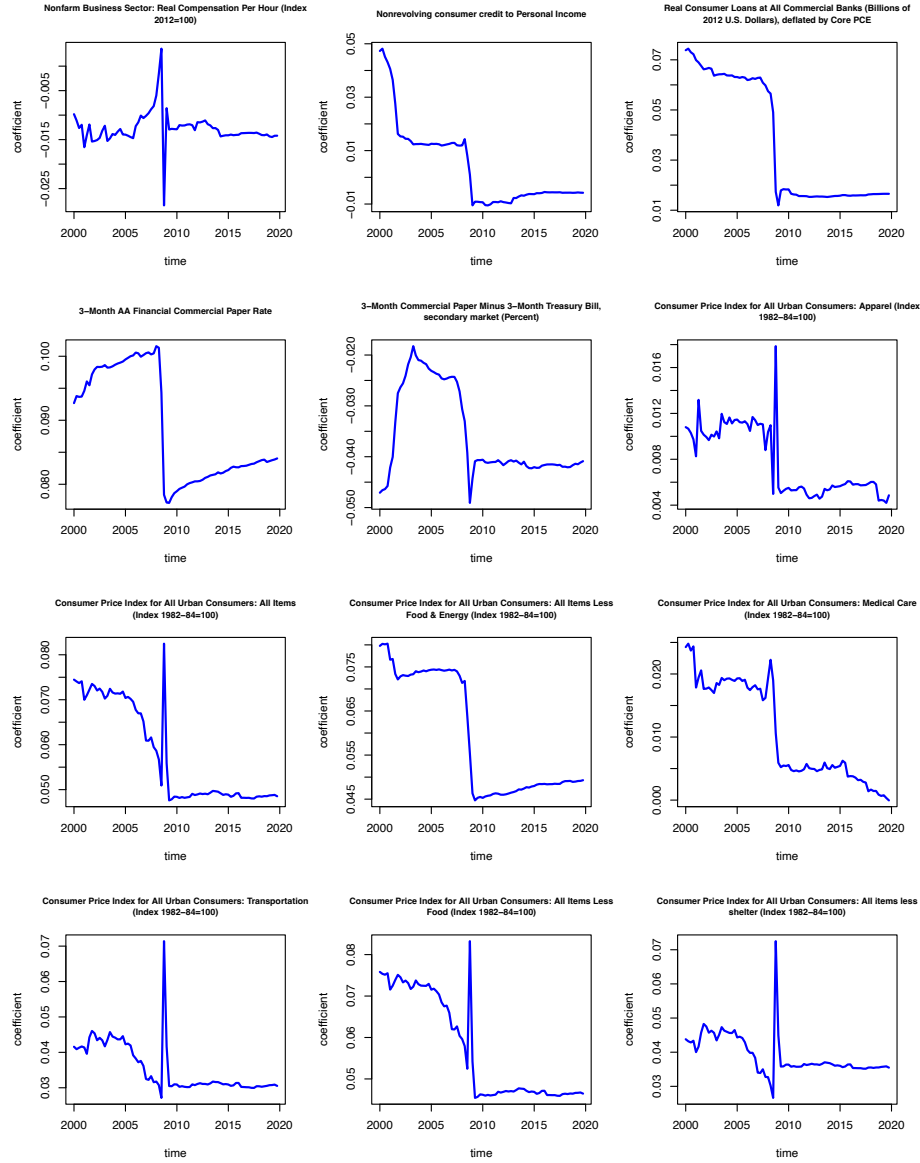 Nonfarm Business Sector: Real Compensation Per Hour (Index
2012=100)
coefficient
−0.005
−0.015
−0.025
2000 2005 2010 2015 2020
time
Nonrevolving consumer credit to Personal Income
coefficient
0.05
0.03
0.01
−0.01
2000 2005 2010 2015 2020
time
Real Consumer Loans at All Commercial Banks (Billions of
2012 U.S. Dollars), deflated by Core PCE
coefficient
0.07
0.05
0.03
0.01
2000 2005 2010 2015 2020
time
3−Month AA Financial Commercial Paper Rate
coefficient
0.100
0.090
0.080
2000 2005 2010 2015 2020
time
3−Month Commercial Paper Minus 3−Month Treasury Bill,
secondary market (Percent)
coefficient
−0.020
−0.030
−0.040
−0.050
2000 2005 2010 2015 2020
time
Consumer Price Index for All Urban Consumers: Apparel (Index
1982−84=100)
coefficient
0.016
0.012
0.008
0.004
2000 2005 2010 2015 2020
time
Consumer Price Index for All Urban Consumers: All Items
(Index 1982−84=100)
coefficient
0.080
0.070
0.060
0.050
2000 2005 2010 2015 2020
time
Consumer Price Index for All Urban Consumers: All Items Less
Food & Energy (Index 1982−84=100)
coefficient
0.075
0.065
0.055
0.045
2000 2005 2010 2015 2020
time
Consumer Price Index for All Urban Consumers: Medical Care
(Index 1982−84=100)
coefficient
0.020
0.010
0.000
2000 2005 2010 2015 2020
time
Consumer Price Index for All Urban Consumers: Transportation
(Index 1982−84=100)
coefficient
0.07
0.06
0.05
0.04
0.03
2000 2005 2010 2015 2020
time
Consumer Price Index for All Urban Consumers: All Items Less
Food (Index 1982−84=100)
coefficient
0.08
0.07
0.06
0.05
2000 2005 2010 2015 2020
time
Consumer Price Index for All Urban Consumers: All items less
shelter (Index 1982−84=100)
coefficient
0.07
0.06
0.05
0.04
0.03
2000 2005 2010 2015 2020
time